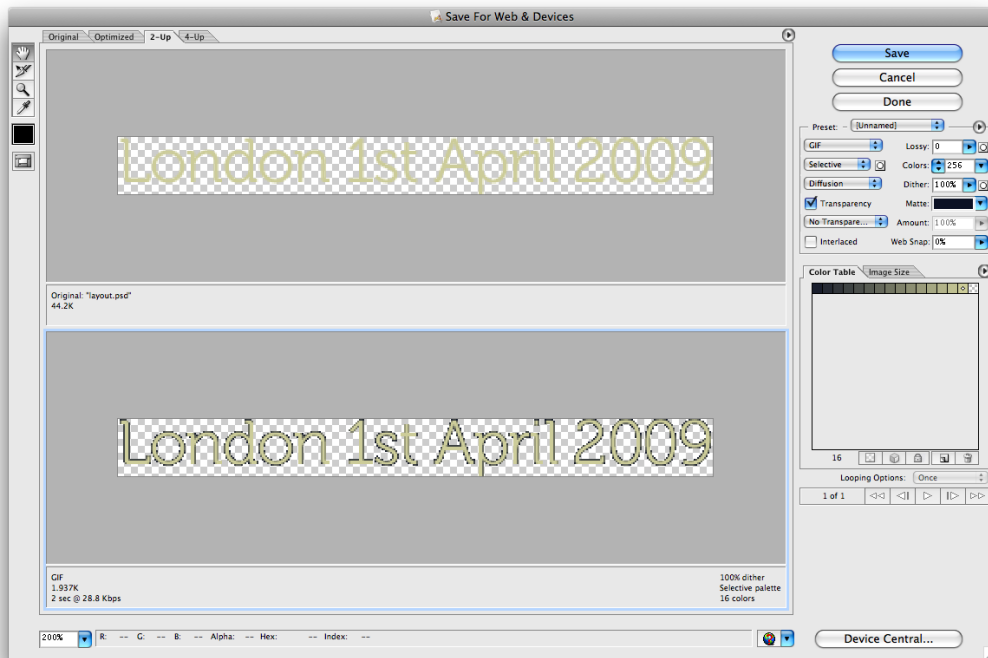 Save For Web & Devices
Original Optimized 2-Up 4-Up
London 1st April 2009
Original: "layout.psd"
44.2K
London 1st April 2009
GIF
1.937K
2 sec @ 28.8 Kbps
100% dither
Selective palette
16 colors
200% R: -- G: -- B: -- Alpha: -- Hex: -- Index: --
Save
Cancel
Done
Preset: [Unnamed]
GIF Lossy: 0
Selective Colors: 256
Diffusion Dither: 100%
Transparency Matte:
No Transpare... Amount: 100%
Interlaced Web Snap: 0%
Color Table Image Size
16
Looping Options: Once
1 of 1
Device Central...